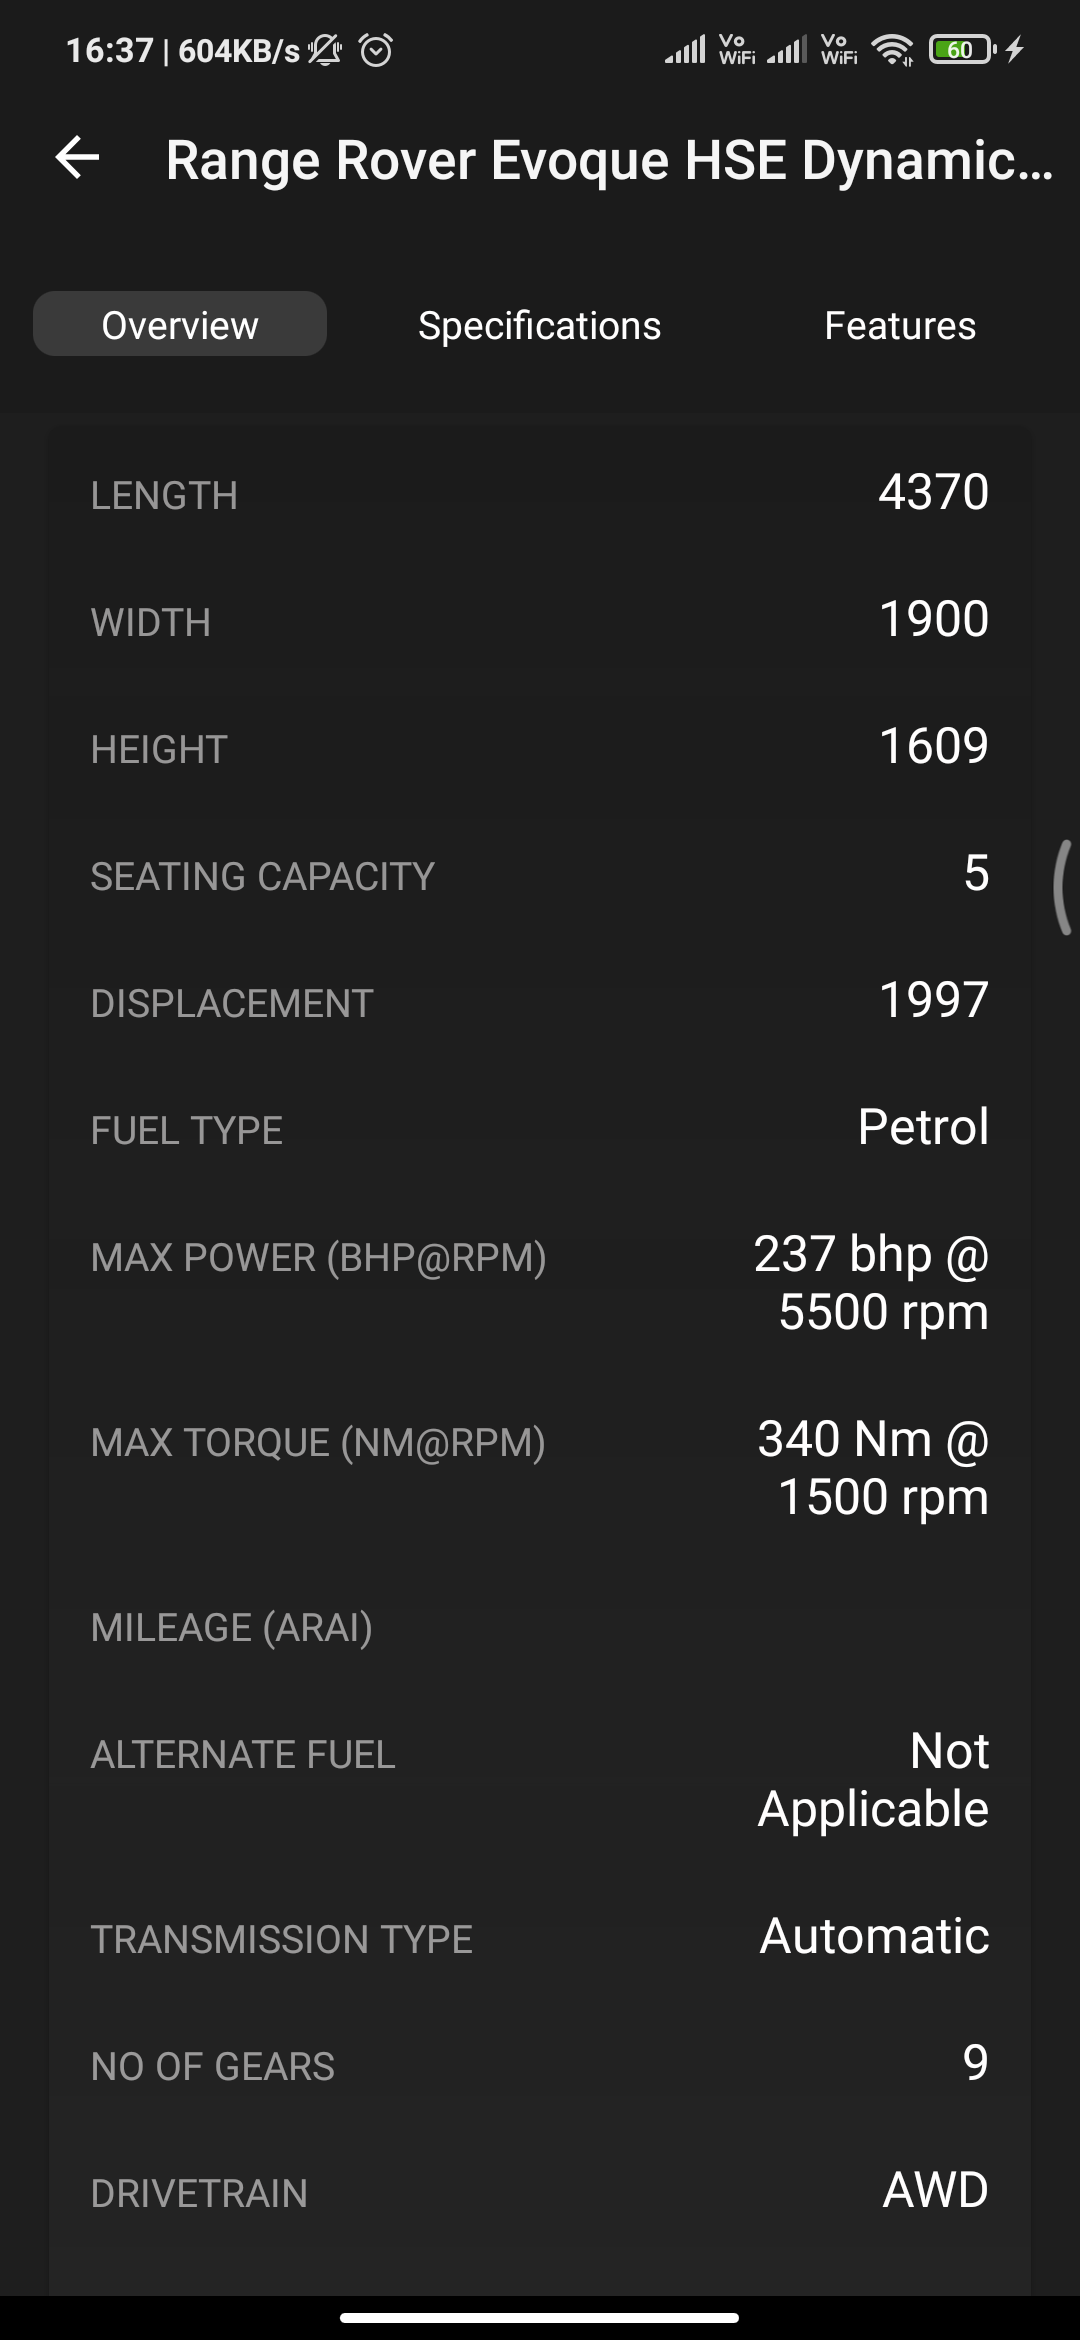 16:37 | 604KB/s Vo WiFi Vo WiFi 60
Range Rover Evoque HSE Dynamic...
Overview Specifications Features
LENGTH 4370
WIDTH 1900
HEIGHT 1609
SEATING CAPACITY 5
DISPLACEMENT 1997
FUEL TYPE Petrol
MAX POWER (BHP@RPM) 237 bhp @
5500 rpm
MAX TORQUE (NM@RPM) 340 Nm @
1500 rpm
MILEAGE (ARAI)
ALTERNATE FUEL Not
Applicable
TRANSMISSION TYPE Automatic
NO OF GEARS 9
DRIVETRAIN AWD